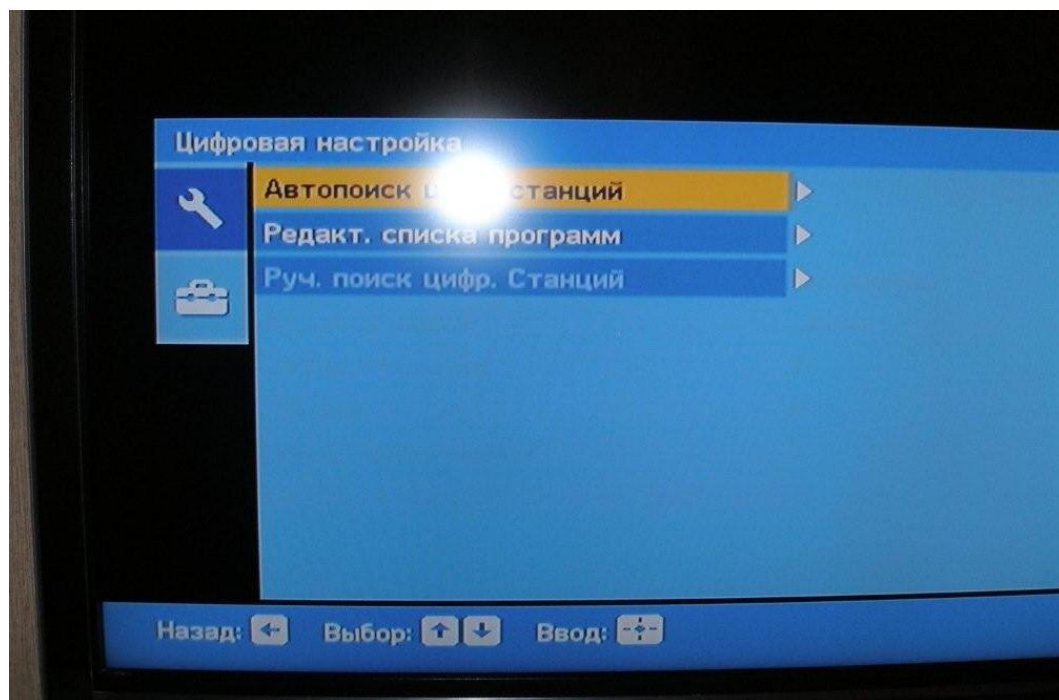 Цифровая настройка
Автопоиск станций
Редакт. списка программ
Руч. поиск цифр. Станций
Назад: Выбор: Ввод: